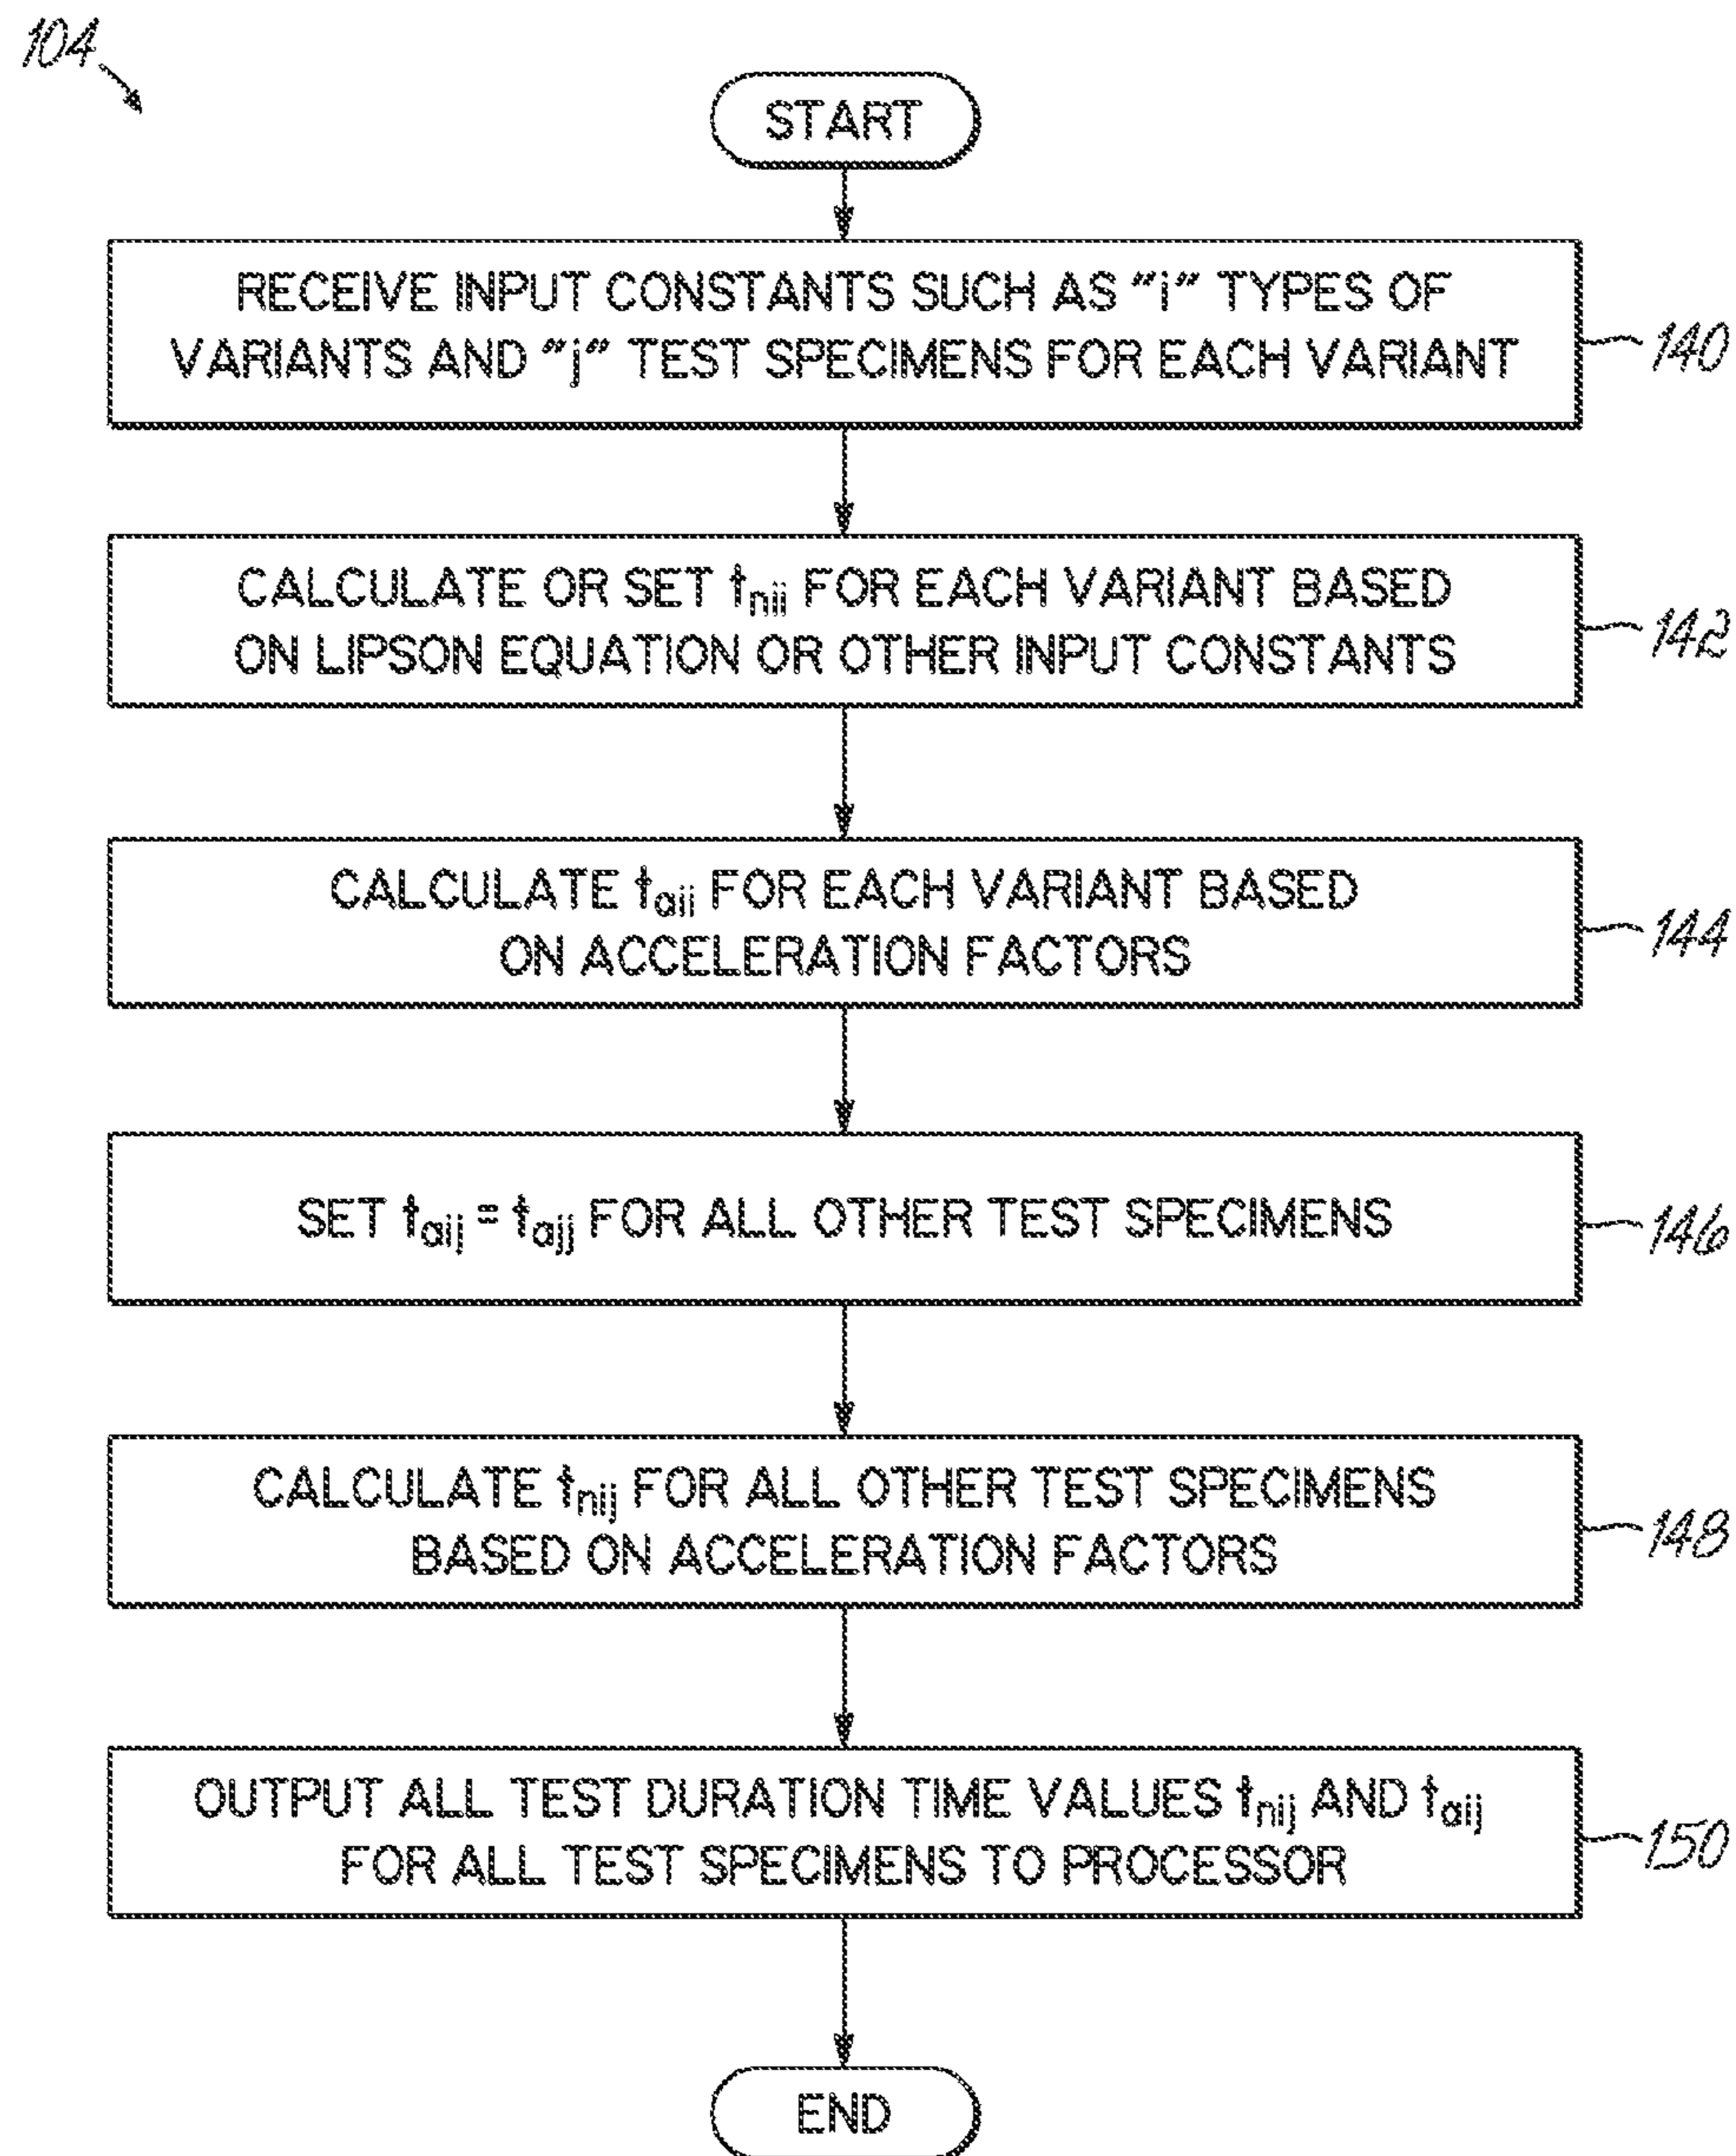 104
START
RECEIVE INPUT CONSTANTS SUCH AS "i" TYPES OF
VARIANTS AND "j" TEST SPECIMENS FOR EACH VARIANT
140
CALCULATE OR SET tnii FOR EACH VARIANT BASED
ON LIPSON EQUATION OR OTHER INPUT CONSTANTS
142
CALCULATE taii FOR EACH VARIANT BASED
ON ACCELERATION FACTORS
144
SET taij = tajj FOR ALL OTHER TEST SPECIMENS
146
CALCULATE tnij FOR ALL OTHER TEST SPECIMENS
BASED ON ACCELERATION FACTORS
148
OUTPUT ALL TEST DURATION TIME VALUES tnij AND taij
FOR ALL TEST SPECIMENS TO PROCESSOR
150
END